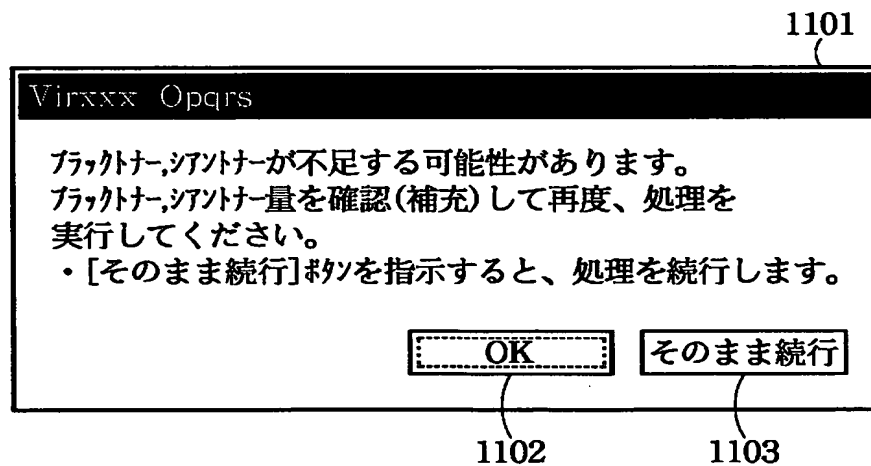 1101
Virxxx Opqrs
ﾌﾞﾗｯｸﾄﾅｰ,ｼｱﾝﾄﾅｰが不足する可能性があります。
ﾌﾞﾗｯｸﾄﾅｰ,ｼｱﾝﾄﾅｰ量を確認(補充)して再度、処理を
実行してください。
・[そのまま続行]ﾎﾞﾀﾝを指示すると、処理を続行します。
OK そのまま続行
1102 1103